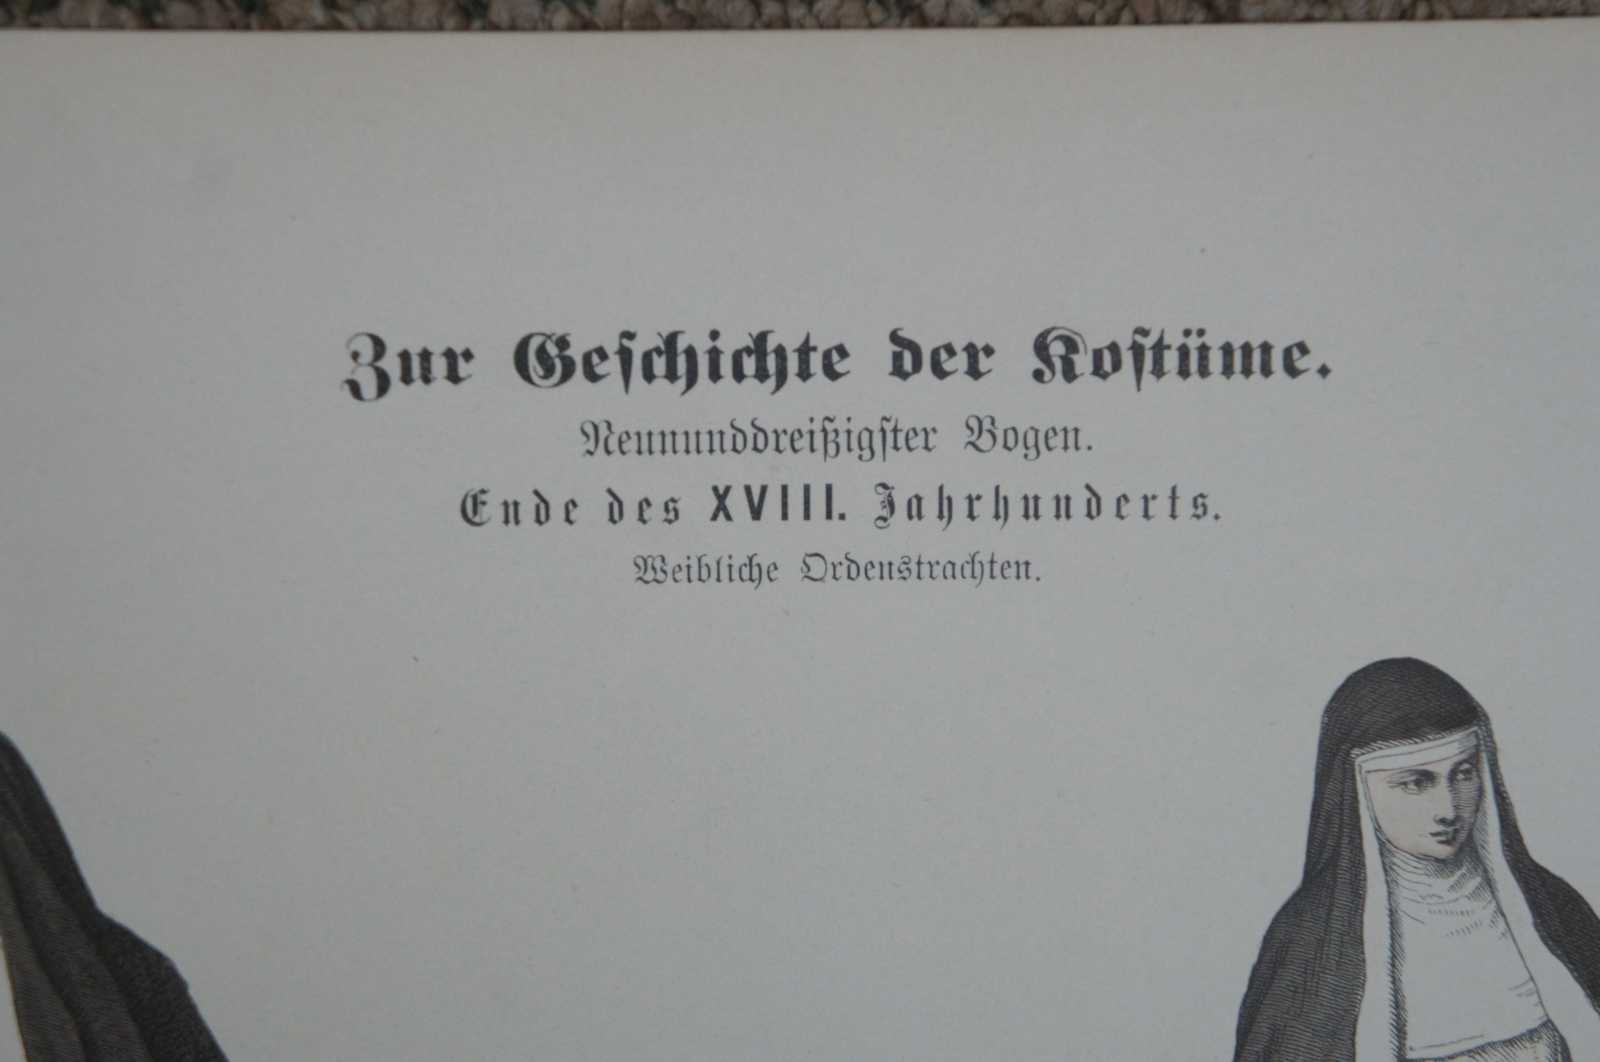 Zur Geschichte der Kostüme.
Neununddreißigster Bogen.
Ende des XVIII. Jahrhunderts.
Weibliche Ordenstrachten.